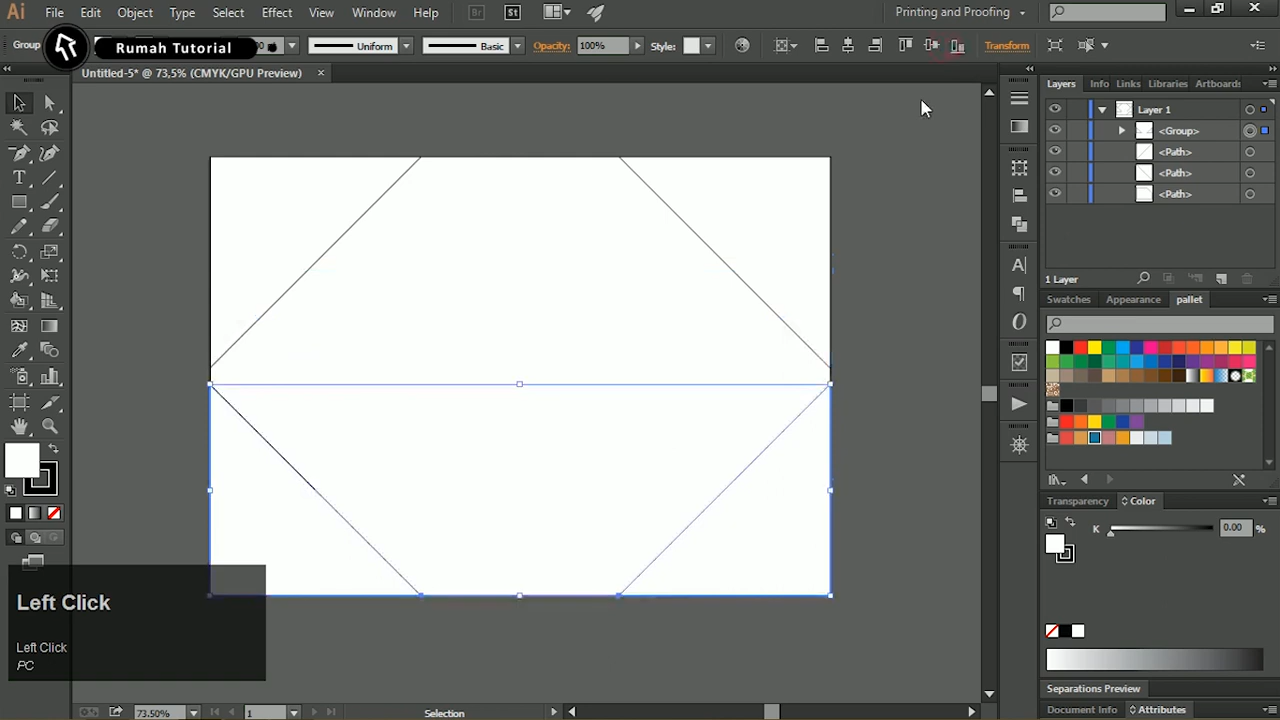 Ai File Edit Object Type Select Effect View Window Help Br St Printing and Proofing
Group Rumah Tutorial Uniform Basic Opacity: 100% Style: Transform
Untitled-5* @ 73,5% (CMYK/GPU Preview) ×
Layers Info Links Libraries Artboards
Layer 1
<Group>
<Path>
<Path>
<Path>
1 Layer
Swatches Appearance pallet
Transparency Color
K 0.00 %
Left Click
Left Click
PC
Separations Preview
Document Info Attributes
73.50% 1 Selection